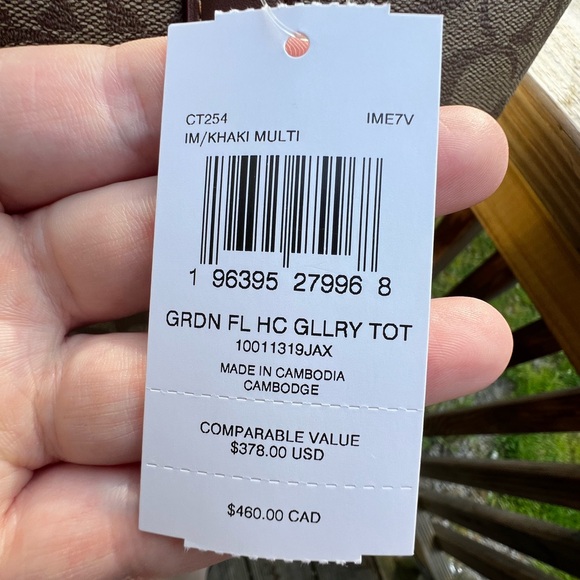 CT254 IME7V
IM/KHAKI MULTI
1 96395 27996 8
GRDN FL HC GLLRY TOT
10011319JAX
MADE IN CAMBODIA
CAMBODGE
COMPARABLE VALUE
$378.00 USD
$460.00 CAD